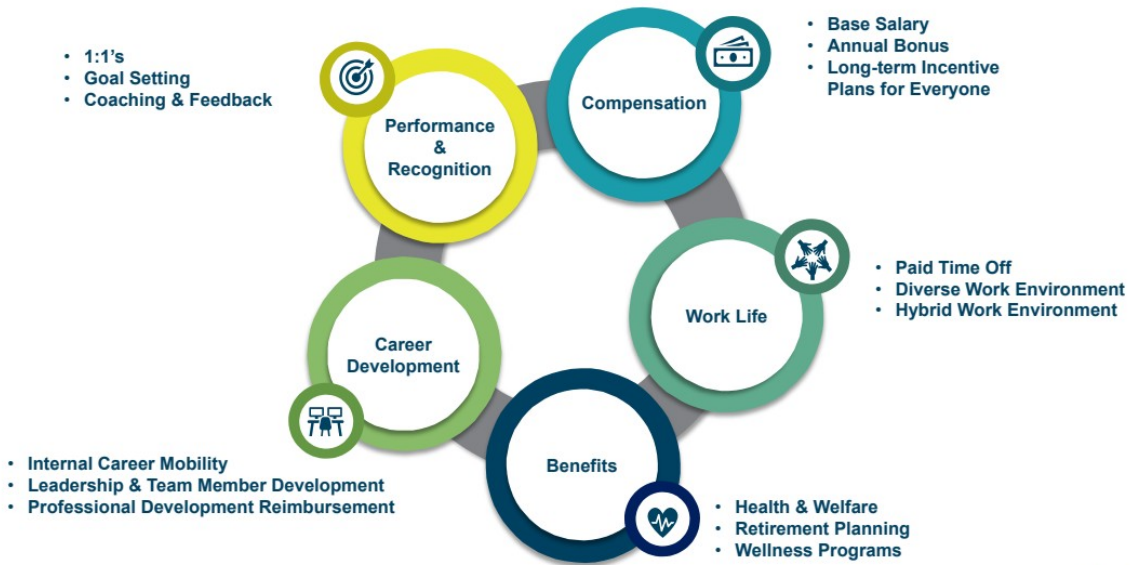 • 1:1's
• Goal Setting
• Coaching & Feedback
Performance
&
Recognition
Compensation
• Base Salary
• Annual Bonus
• Long-term Incentive
Plans for Everyone
Work Life
• Paid Time Off
• Diverse Work Environment
• Hybrid Work Environment
Career
Development
• Internal Career Mobility
• Leadership & Team Member Development
• Professional Development Reimbursement
Benefits
• Health & Welfare
• Retirement Planning
• Wellness Programs